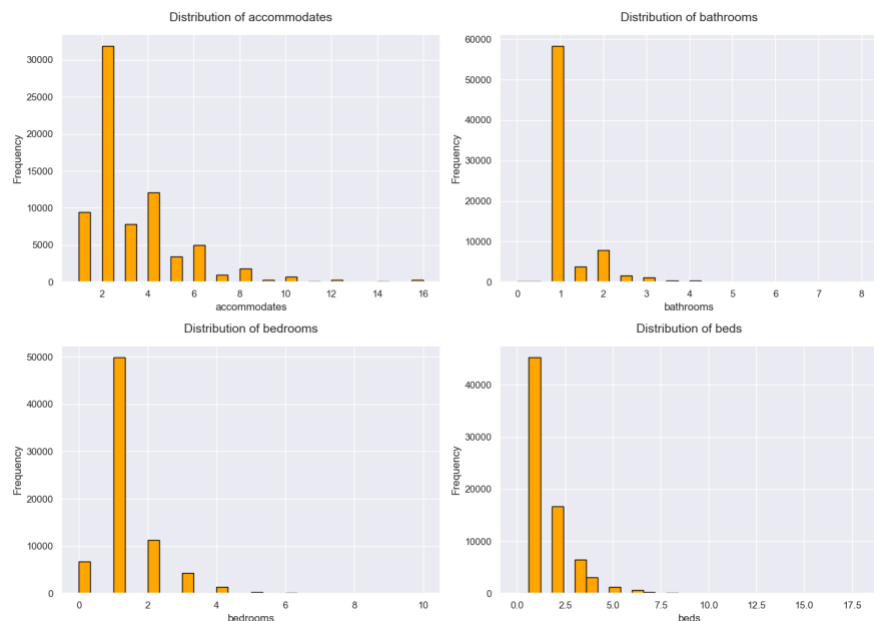 Distribution of accommodates
30000
25000
20000
15000
10000
5000
0
Frequency
2 4 6 8 10 12 14 16
accommodates
Distribution of bathrooms
60000
50000
40000
30000
20000
10000
0
Frequency
0 1 2 3 4 5 6 7 8
bathrooms
Distribution of bedrooms
50000
40000
30000
20000
10000
0
Frequency
0 2 4 6 8 10
bedrooms
Distribution of beds
40000
30000
20000
10000
0
Frequency
0.0 2.5 5.0 7.5 10.0 12.5 15.0 17.5
beds